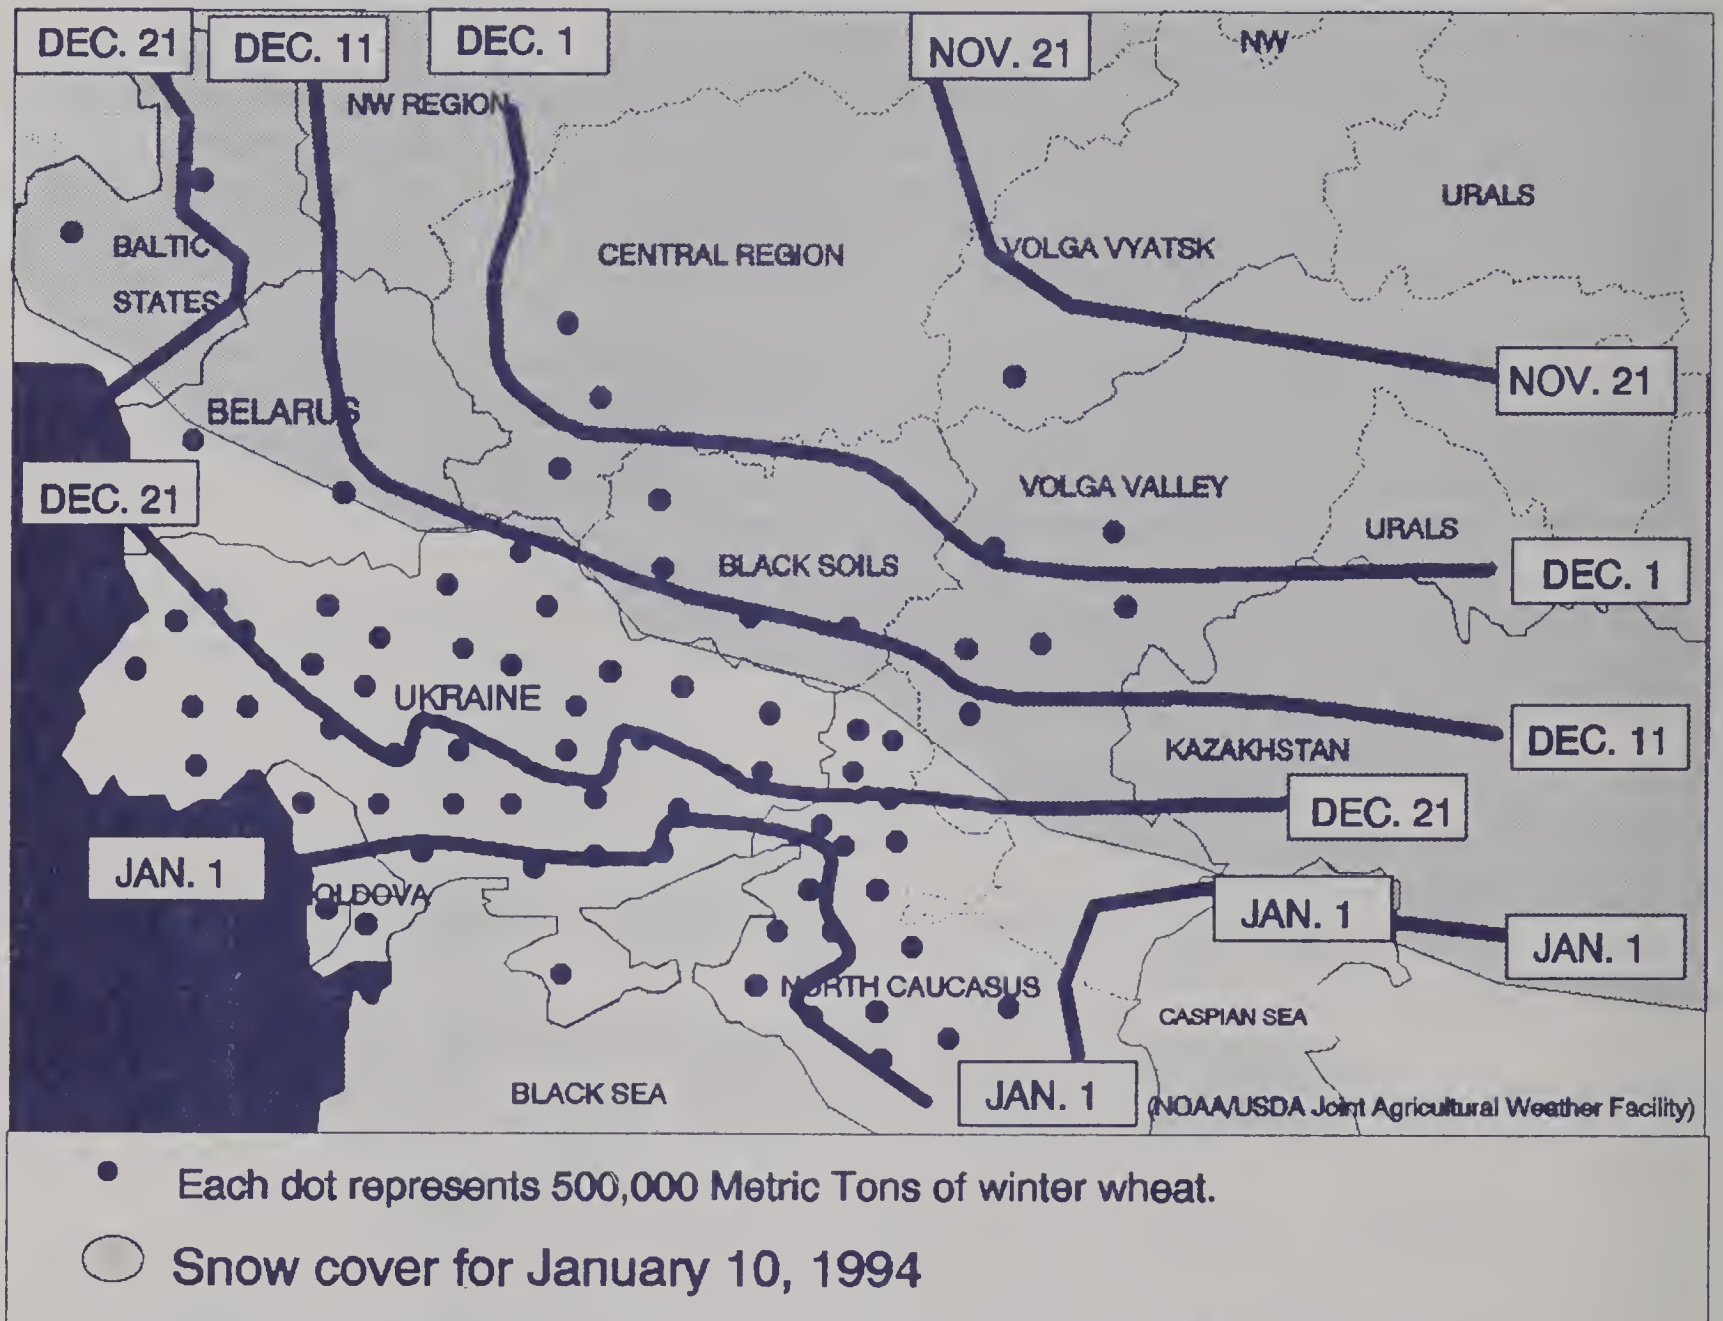 DEC. 21
DEC. 11
DEC. 1
NOV. 21
NW
NW REGION
URALS
BALTIC
STATES
CENTRAL REGION
VOLGA VYATSK
NOV. 21
BELARUS
DEC. 21
VOLGA VALLEY
URALS
BLACK SOILS
DEC. 1
UKRAINE
KAZAKHSTAN
DEC. 11
DEC. 21
JAN. 1
OLDOVA
JAN. 1
JAN. 1
NORTH CAUCASUS
CASPIAN SEA
BLACK SEA
JAN. 1
(NOAA/USDA Joint Agricultural Weather Facility)
Each dot represents 500,000 Metric Tons of winter wheat.
Snow cover for January 10, 1994